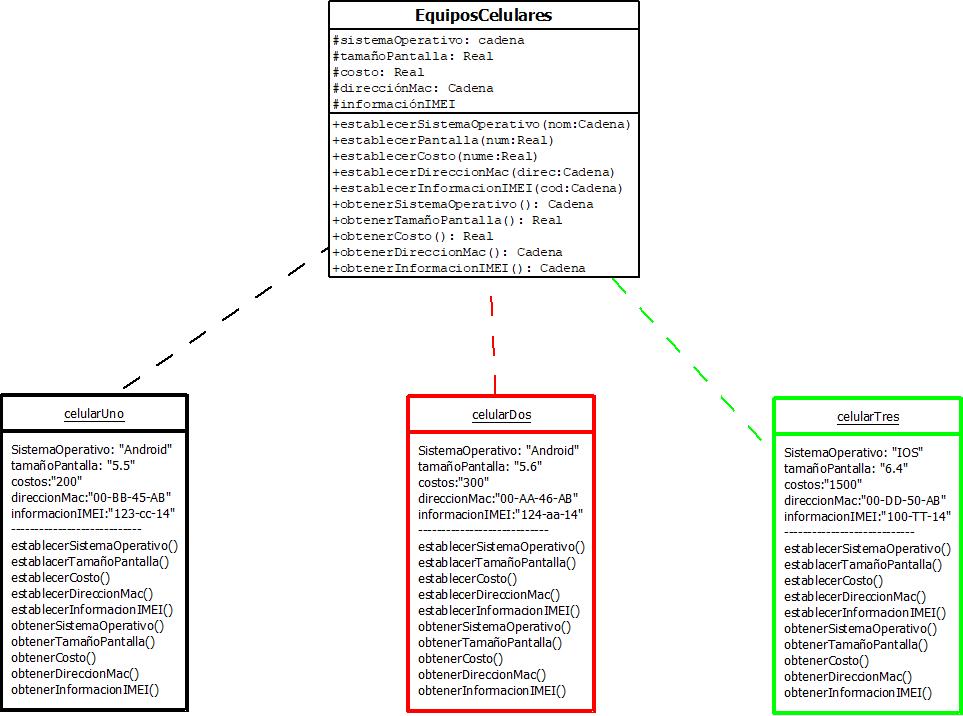 EquiposCelulares
#sistemaOperativo: cadena
#tamañoPantalla: Real
#costo: Real
#direcciónMac: Cadena
#informaciónIMEI
+establecerSistemaOperativo(nom:Cadena)
+establecerPantalla(num:Real)
+establecerCosto(nume:Real)
+establecerDireccionMac(direc:Cadena)
+establecerInformacionIMEI(cod:Cadena)
+obtenerSistemaOperativo(): Cadena
+obtenerTamañoPantalla(): Real
+obtenerCosto(): Real
+obtenerDireccionMac(): Cadena
+obtenerInformacionIMEI(): Cadena
celularUno
SistemaOperativo: "Android"
tamañoPantalla: "5.5"
costos:"200"
direccionMac:"00-BB-45-AB"
informacionIMEI:"123-cc-14"
----------------------------
establecerSistemaOperativo()
establacerTamañoPantalla()
establecerCosto()
establecerDireccionMac()
establecerInformacionIMEI()
obtenerSistemaOperativo()
obtenerTamañoPantalla()
obtenerCosto()
obtenerDireccionMac()
obtenerInformacionIMEI()
celularDos
SistemaOperativo: "Android"
tamañoPantalla: "5.6"
costos:"300"
direccionMac:"00-AA-46-AB"
informacionIMEI:"124-aa-14"
----------------------------
establecerSistemaOperativo()
establacerTamañoPantalla()
establecerCosto()
establecerDireccionMac()
establecerInformacionIMEI()
obtenerSistemaOperativo()
obtenerTamañoPantalla()
obtenerCosto()
obtenerDireccionMac()
obtenerInformacionIMEI()
celularTres
SistemaOperativo: "IOS"
tamañoPantalla: "6.4"
costos:"1500"
direccionMac:"00-DD-50-AB"
informacionIMEI:"100-TT-14"
----------------------------
establecerSistemaOperativo()
establacerTamañoPantalla()
establecerCosto()
establecerDireccionMac()
establecerInformacionIMEI()
obtenerSistemaOperativo()
obtenerTamañoPantalla()
obtenerCosto()
obtenerDireccionMac()
obtenerInformacionIMEI()